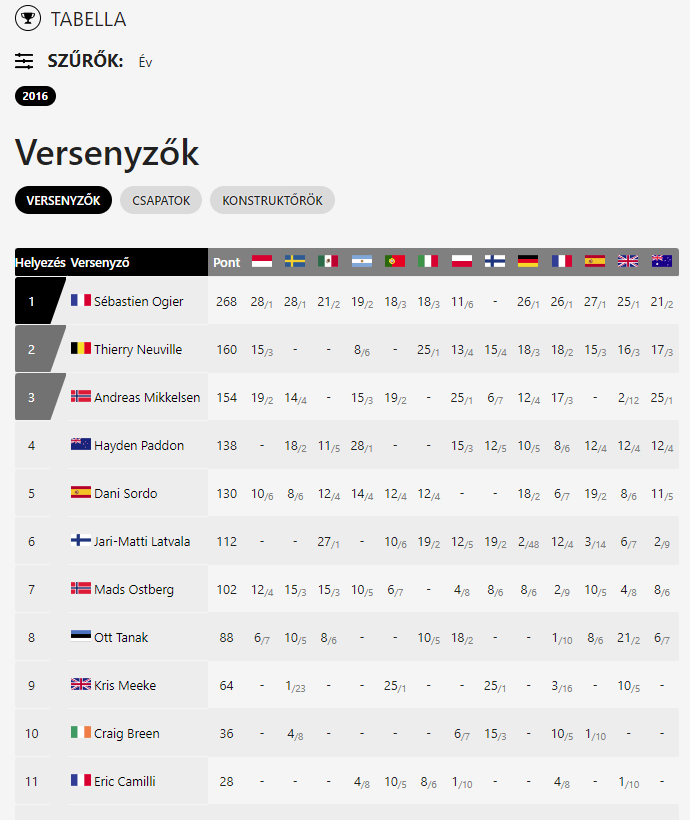 TABELLA
SZŰRŐK: Év
2016
Versenyzők
VERSENYZŐK CSAPATOK KONSTRUKTŐRÖK
Helyezés Versenyző Pont
1 Sébastien Ogier 268 28/1 28/1 21/2 19/2 18/3 18/3 11/6 - 26/1 26/1 27/1 25/1 21/2
2 Thierry Neuville 160 15/3 - - 8/6 - 25/1 13/4 15/4 18/3 18/2 15/3 16/3 17/3
3 Andreas Mikkelsen 154 19/2 14/4 - 15/3 19/2 - 25/1 6/7 12/4 17/3 - 2/12 25/1
4 Hayden Paddon 138 - 18/2 11/5 28/1 - - 15/3 12/5 10/5 8/6 12/4 12/4 12/4
5 Dani Sordo 130 10/6 8/6 12/4 14/4 12/4 12/4 - - 18/2 6/7 19/2 8/6 11/5
6 Jari-Matti Latvala 112 - - 27/1 - 10/6 19/2 12/5 19/2 2/48 12/4 3/14 6/7 2/9
7 Mads Ostberg 102 12/4 15/3 15/3 10/5 6/7 - 4/8 8/6 8/6 2/9 10/5 4/8 8/6
8 Ott Tanak 88 6/7 10/5 8/6 - - 10/5 18/2 - - 1/10 8/6 21/2 6/7
9 Kris Meeke 64 - 1/23 - - 25/1 - - 25/1 - 3/16 - 10/5 -
10 Craig Breen 36 - 4/8 - - - - 6/7 15/3 - 10/5 1/10 - -
11 Eric Camilli 28 - - - 4/8 10/5 8/6 1/10 - - 4/8 - 1/10 -